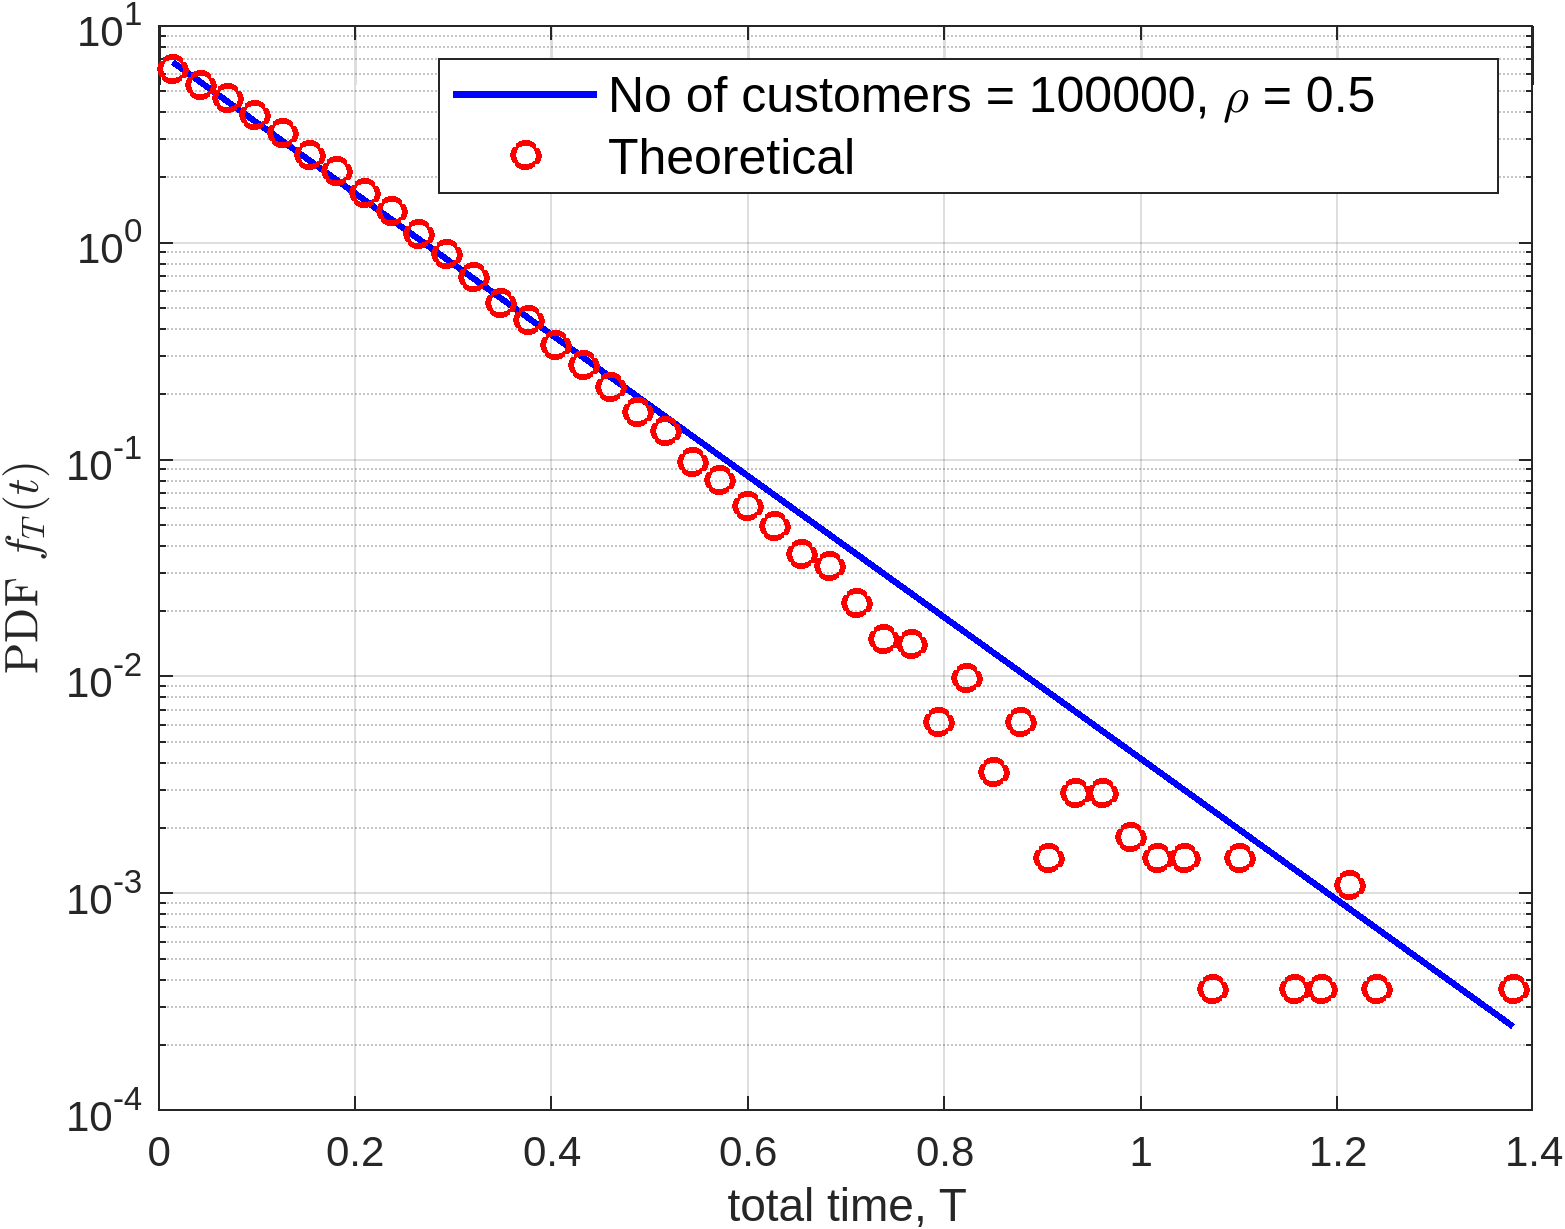 No of customers = 100000, ρ = 0.5
Theoretical
PDF f_T(t)
10^1
10^0
10^-1
10^-2
10^-3
10^-4
0 0.2 0.4 0.6 0.8 1 1.2 1.4
total time, T